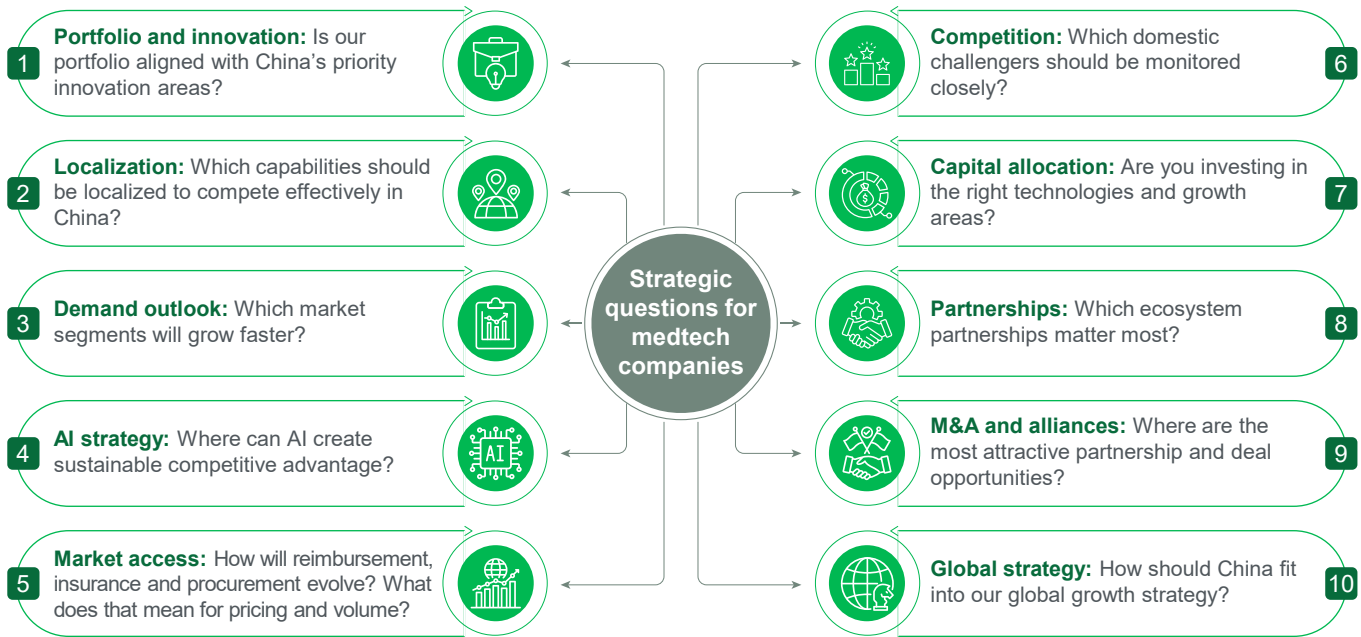 1
Portfolio and innovation: Is our
portfolio aligned with China's priority
innovation areas?
2
Localization: Which capabilities should
be localized to compete effectively in
China?
3
Demand outlook: Which market
segments will grow faster?
4
AI strategy: Where can AI create
sustainable competitive advantage?
AI
5
Market access: How will reimbursement,
insurance and procurement evolve? What
does that mean for pricing and volume?
Strategic
questions for
medtech
companies
Competition: Which domestic
challengers should be monitored
closely?
6
$
Capital allocation: Are you investing in
the right technologies and growth
areas?
7
Partnerships: Which ecosystem
partnerships matter most?
8
M&A and alliances: Where are the
most attractive partnership and deal
opportunities?
9
Global strategy: How should China fit
into our global growth strategy?
10